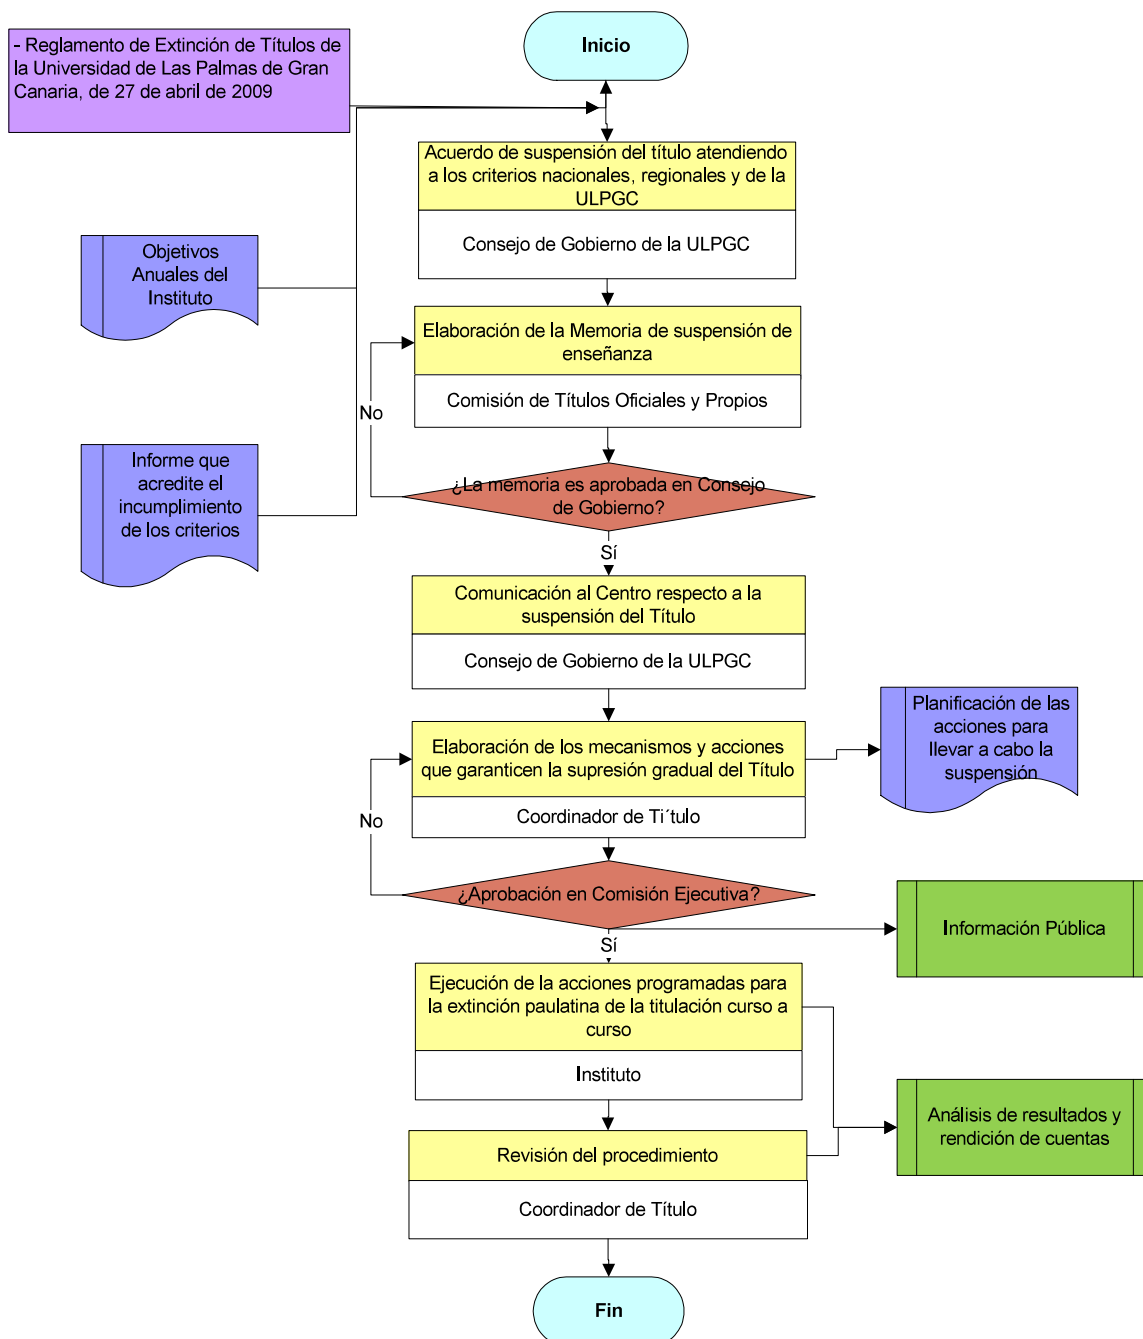 Inicio
- Reglamento de Extinción de Títulos de
la Universidad de Las Palmas de Gran
Canaria, de 27 de abril de 2009
Acuerdo de suspensión del título atendiendo
a los criterios nacionales, regionales y de la
ULPGC
Consejo de Gobierno de la ULPGC
Objetivos
Anuales del
Instituto
Elaboración de la Memoria de suspensión de
enseñanza
Comisión de Títulos Oficiales y Propios
No
Informe que
acredite el
incumplimiento
de los criterios
¿La memoria es aprobada en Consejo
de Gobierno?
Sí
Comunicación al Centro respecto a la
suspensión del Título
Consejo de Gobierno de la ULPGC
Elaboración de los mecanismos y acciones
que garanticen la supresión gradual del Título
Coordinador de Ti´tulo
Planificación de las
acciones para
llevar a cabo la
suspensión
No
¿Aprobación en Comisión Ejecutiva?
Sí
Información Pública
Ejecución de la acciones programadas para
la extinción paulatina de la titulación curso a
curso
Instituto
Análisis de resultados y
rendición de cuentas
Revisión del procedimiento
Coordinador de Título
Fin